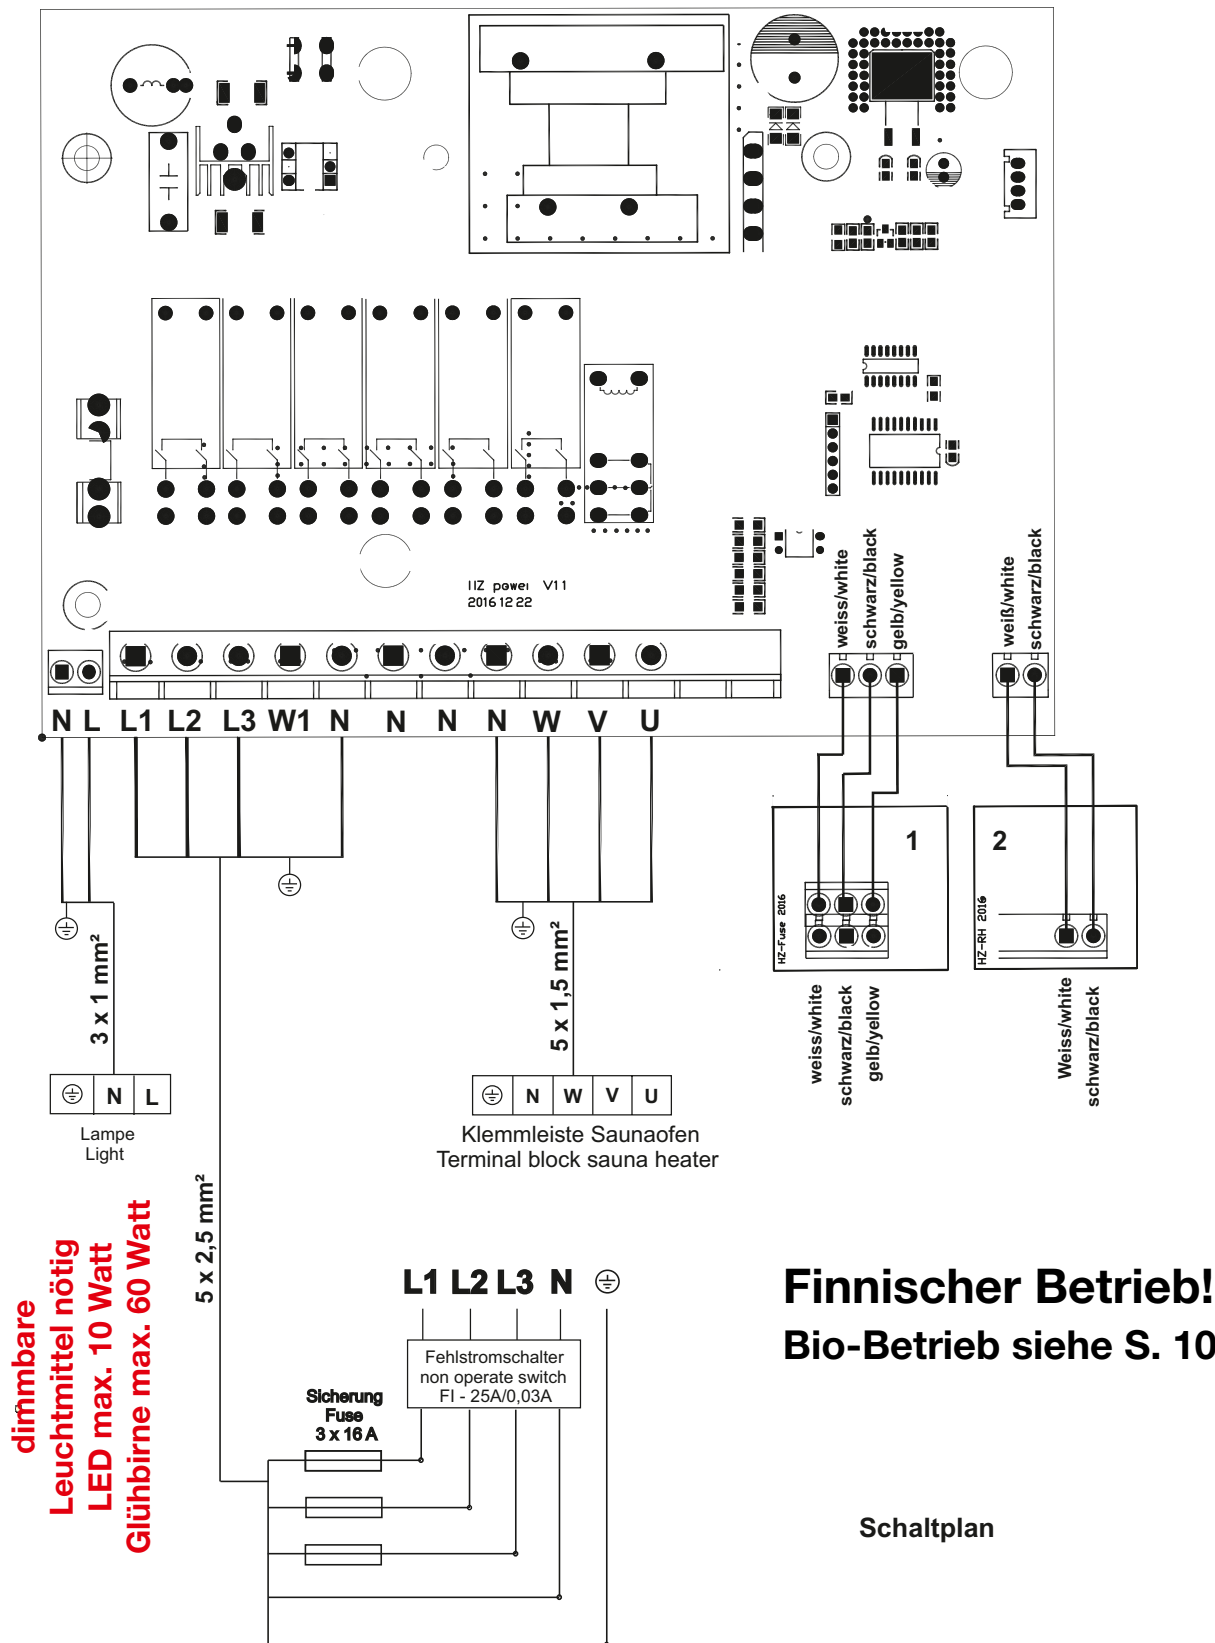 IIZ power V11
2016 12 22
weiss/white
schwarz/black
gelb/yellow
weiß/white
schwarz/black
N L L1 L2 L3 W1 N N N N W V U
1
2
HZ-Fuse 2016
HZ-RH 2016
weiss/white
schwarz/black
gelb/yellow
Weiss/white
schwarz/black
3 x 1 mm²
5 x 1,5 mm²
N L
Lampe
Light
N W V U
Klemmleiste Saunaofen
Terminal block sauna heater
5 x 2,5 mm²
dimmbare
Leuchtmittel nötig
LED max. 10 Watt
Glühbirne max. 60 Watt
L1 L2 L3 N
Fehlstromschalter
non operate switch
FI - 25A/0,03A
Sicherung
Fuse
3 x 16 A
Finnischer Betrieb!
Bio-Betrieb siehe S. 10
Schaltplan